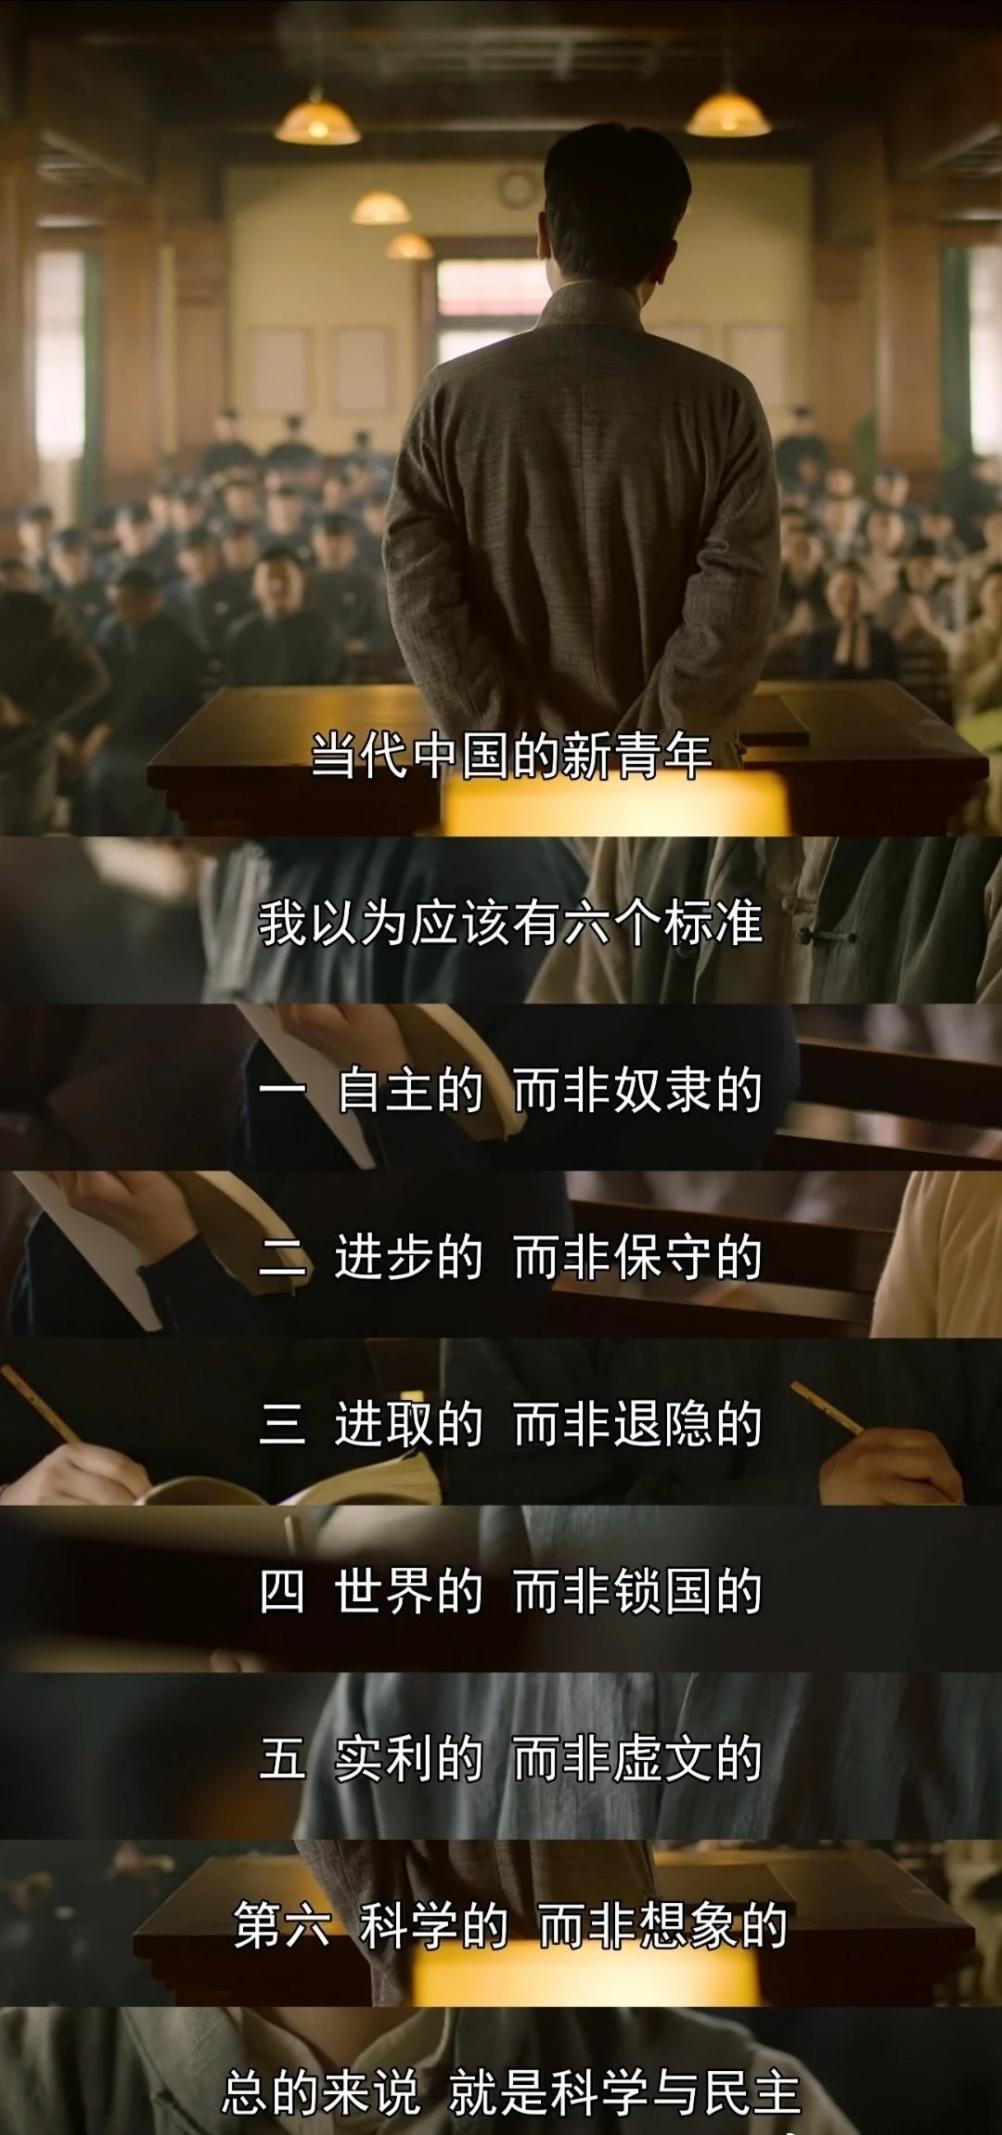 当代中国的新青年
我以为应该有六个标准
一 自主的 而非奴隶的
二 进步的 而非保守的
三 进取的 而非退隐的
四 世界的 而非锁国的
五 实利的 而非虚文的
第六 科学的 而非想象的
总的来说 就是科学与民主